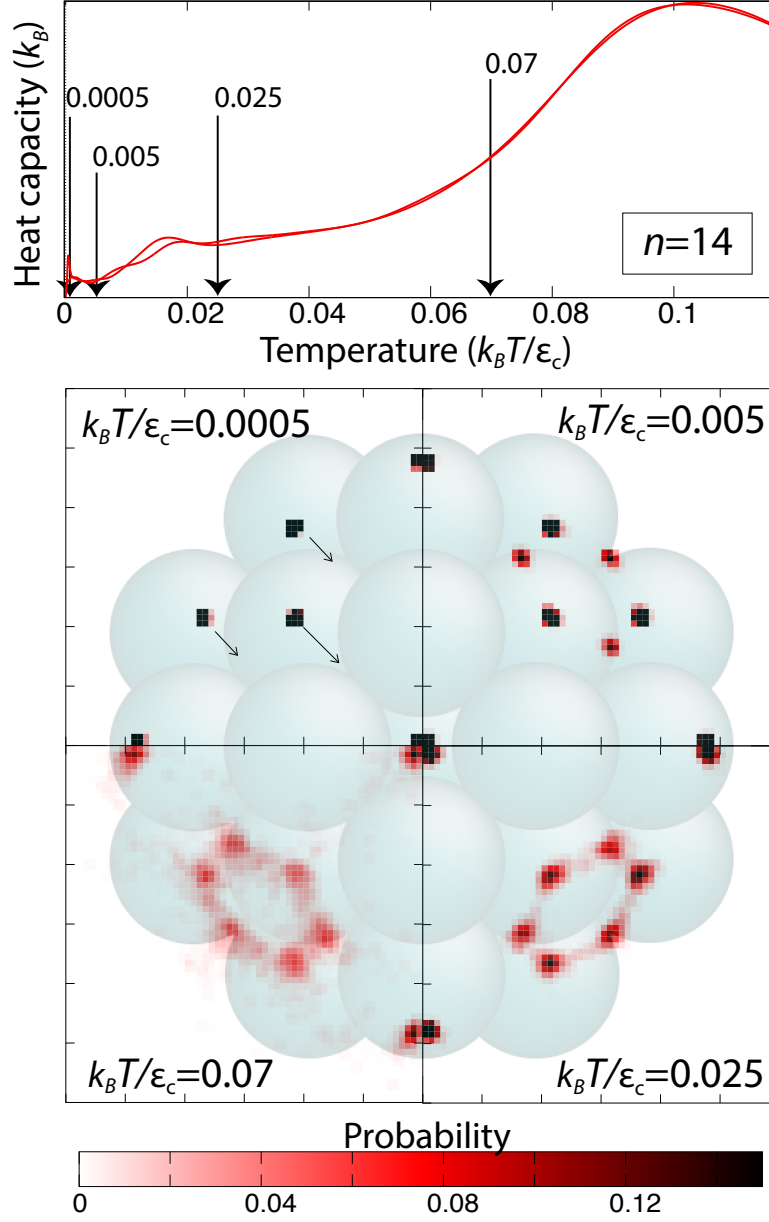 Heat capacity (k_B)
0.0005
0.005
0.025
0.07
n=14
0
0.02
0.04
0.06
0.08
0.1
Temperature (k_BT/ε_c)
k_BT/ε_c=0.0005
k_BT/ε_c=0.005
k_BT/ε_c=0.07
k_BT/ε_c=0.025
Probability
0
0.04
0.08
0.12